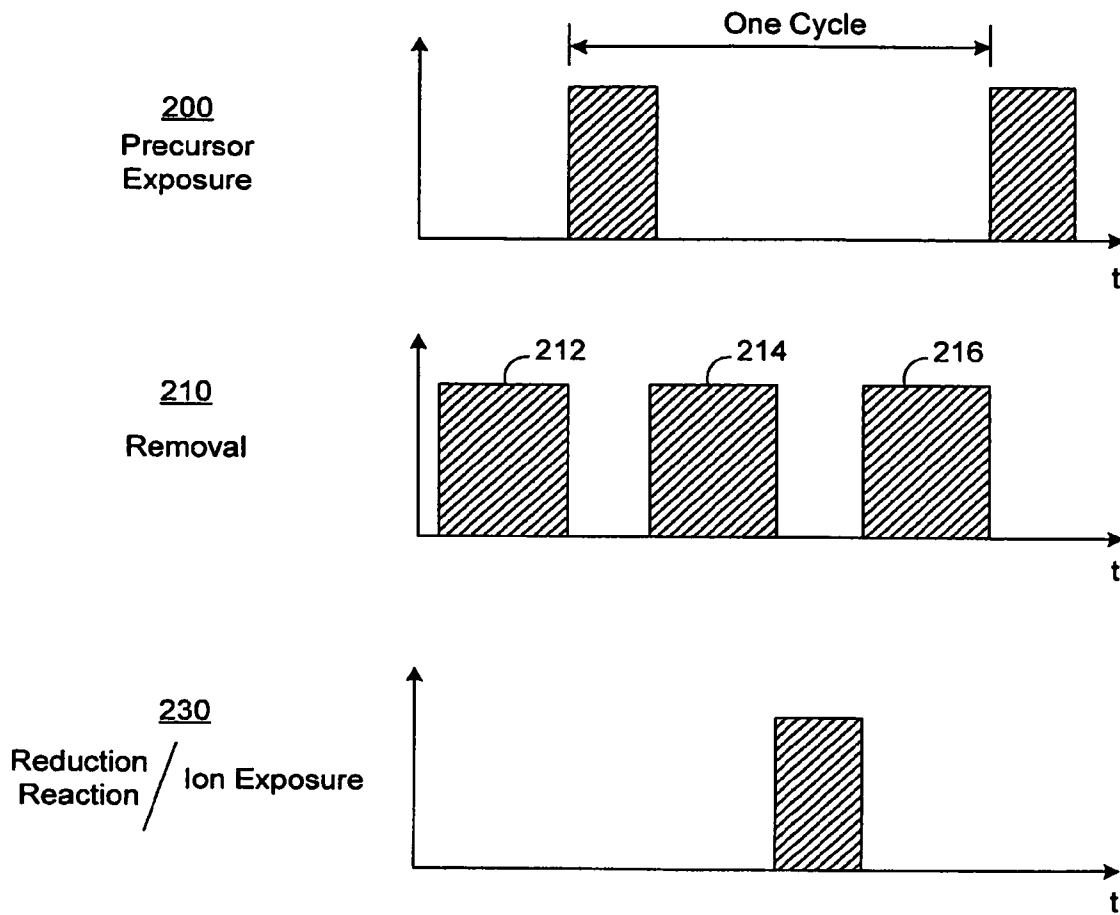 One Cycle
200
Precursor
Exposure
t
212
214
216
210
Removal
t
230
Reduction
Reaction
/
Ion Exposure
t